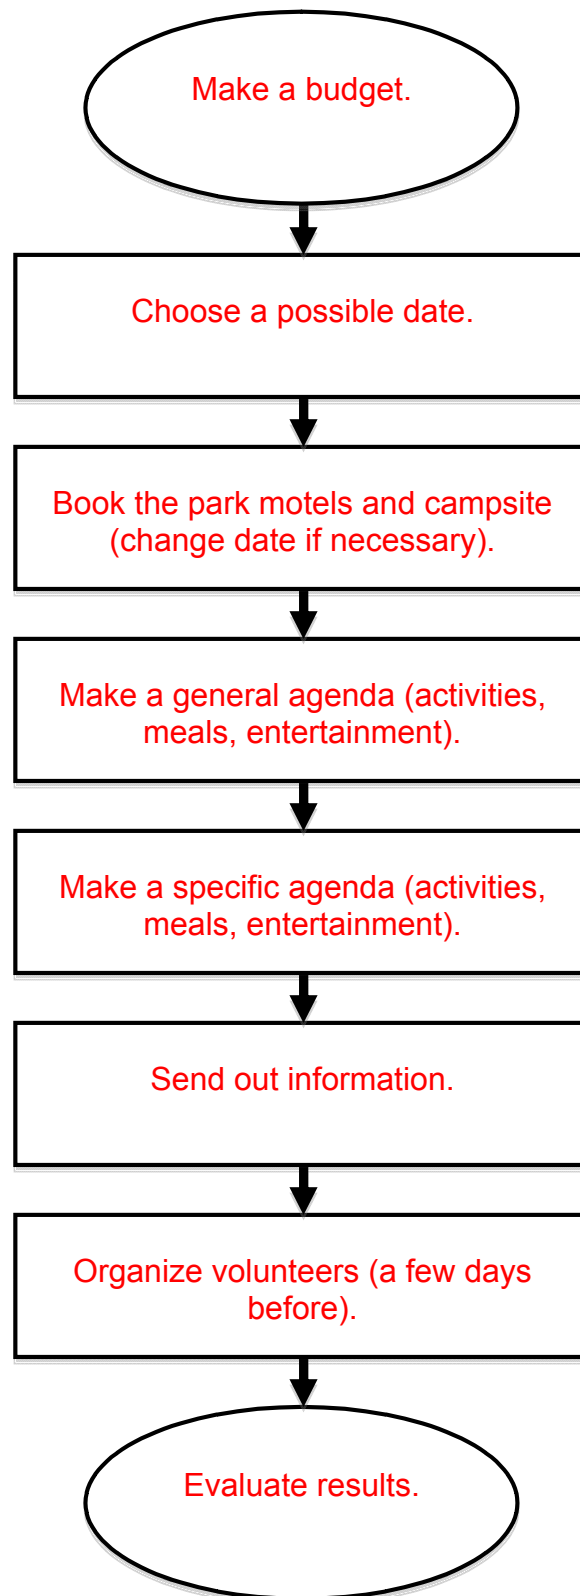 Make a budget.
Choose a possible date.
Book the park motels and campsite
(change date if necessary).
Make a general agenda (activities,
meals, entertainment).
Make a specific agenda (activities,
meals, entertainment).
Send out information.
Organize volunteers (a few days
before).
Evaluate results.